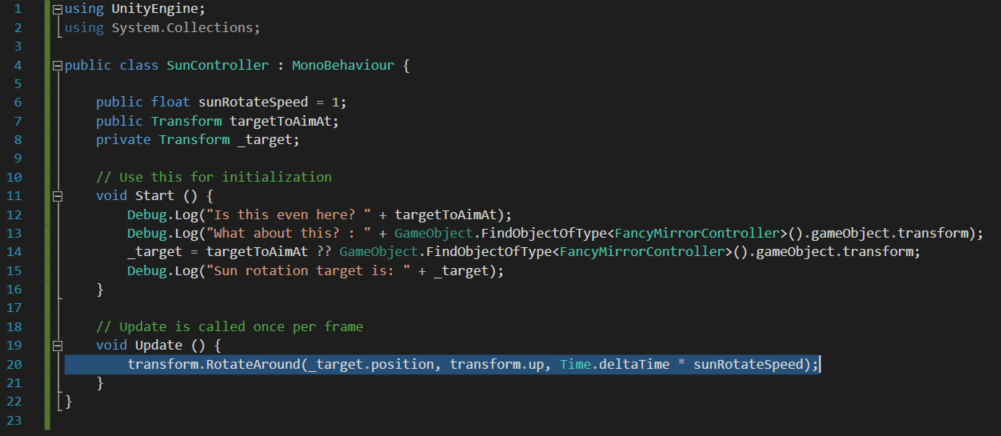 1 using UnityEngine;
2 using System.Collections;
3
4 public class SunController : MonoBehaviour {
5
6 public float sunRotateSpeed = 1;
7 public Transform targetToAimAt;
8 private Transform _target;
9
10 // Use this for initialization
11 void Start () {
12 Debug.Log("Is this even here? " + targetToAimAt);
13 Debug.Log("What about this? : " + GameObject.FindObjectOfType<FancyMirrorController>().gameObject.transform);
14 _target = targetToAimAt ?? GameObject.FindObjectOfType<FancyMirrorController>().gameObject.transform;
15 Debug.Log("Sun rotation target is: " + _target);
16 }
17
18 // Update is called once per frame
19 void Update () {
20 transform.RotateAround(_target.position, transform.up, Time.deltaTime * sunRotateSpeed);
21 }
22 }
23